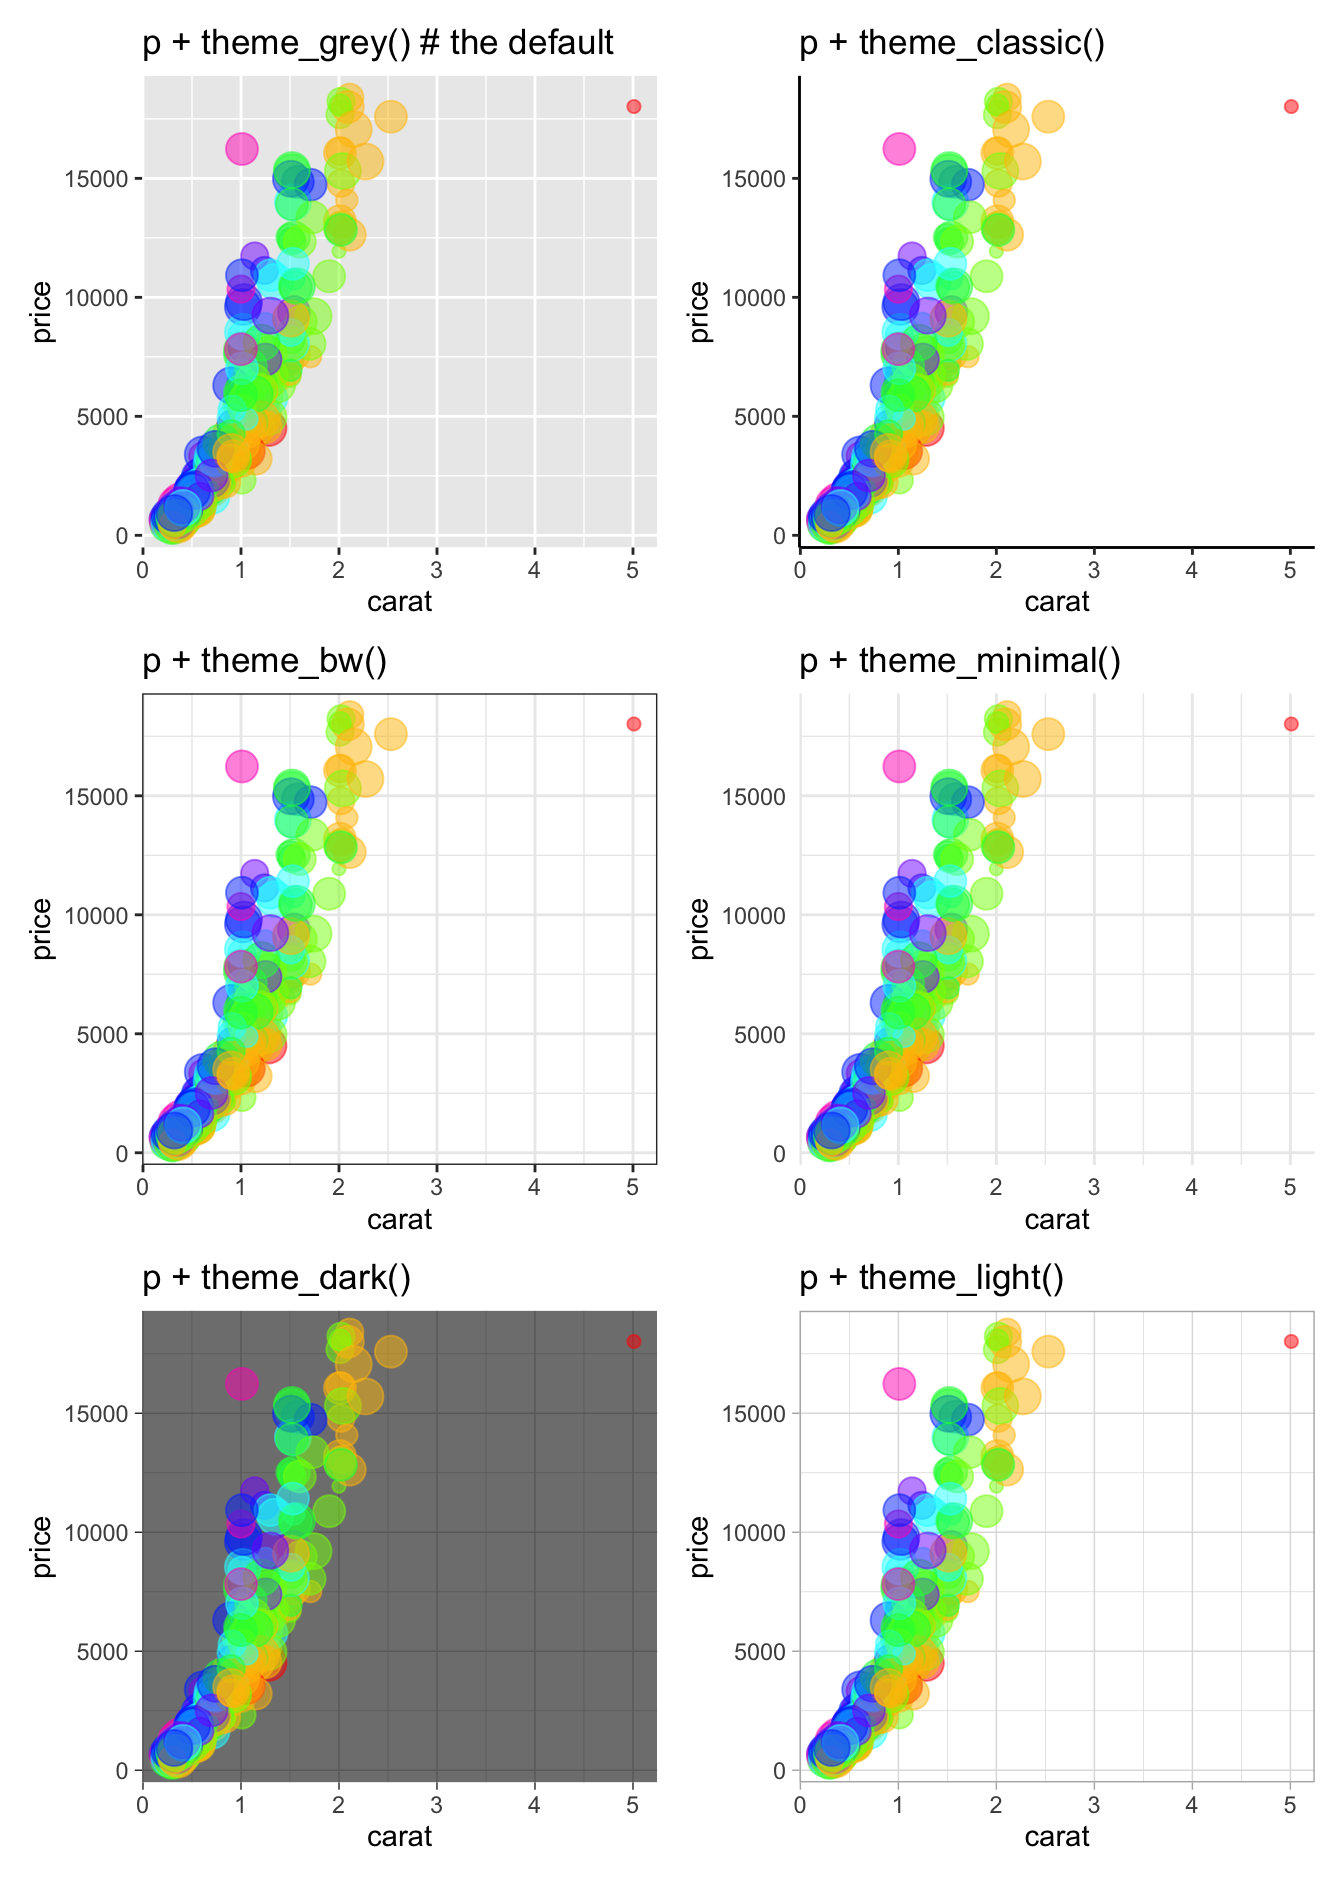 p + theme_grey() # the default
15000
10000
5000
0
price
0 1 2 3 4 5
carat
p + theme_classic()
15000
10000
5000
0
price
0 1 2 3 4 5
carat
p + theme_bw()
15000
10000
5000
0
price
0 1 2 3 4 5
carat
p + theme_minimal()
15000
10000
5000
0
price
0 1 2 3 4 5
carat
p + theme_dark()
15000
10000
5000
0
price
0 1 2 3 4 5
carat
p + theme_light()
15000
10000
5000
0
price
0 1 2 3 4 5
carat